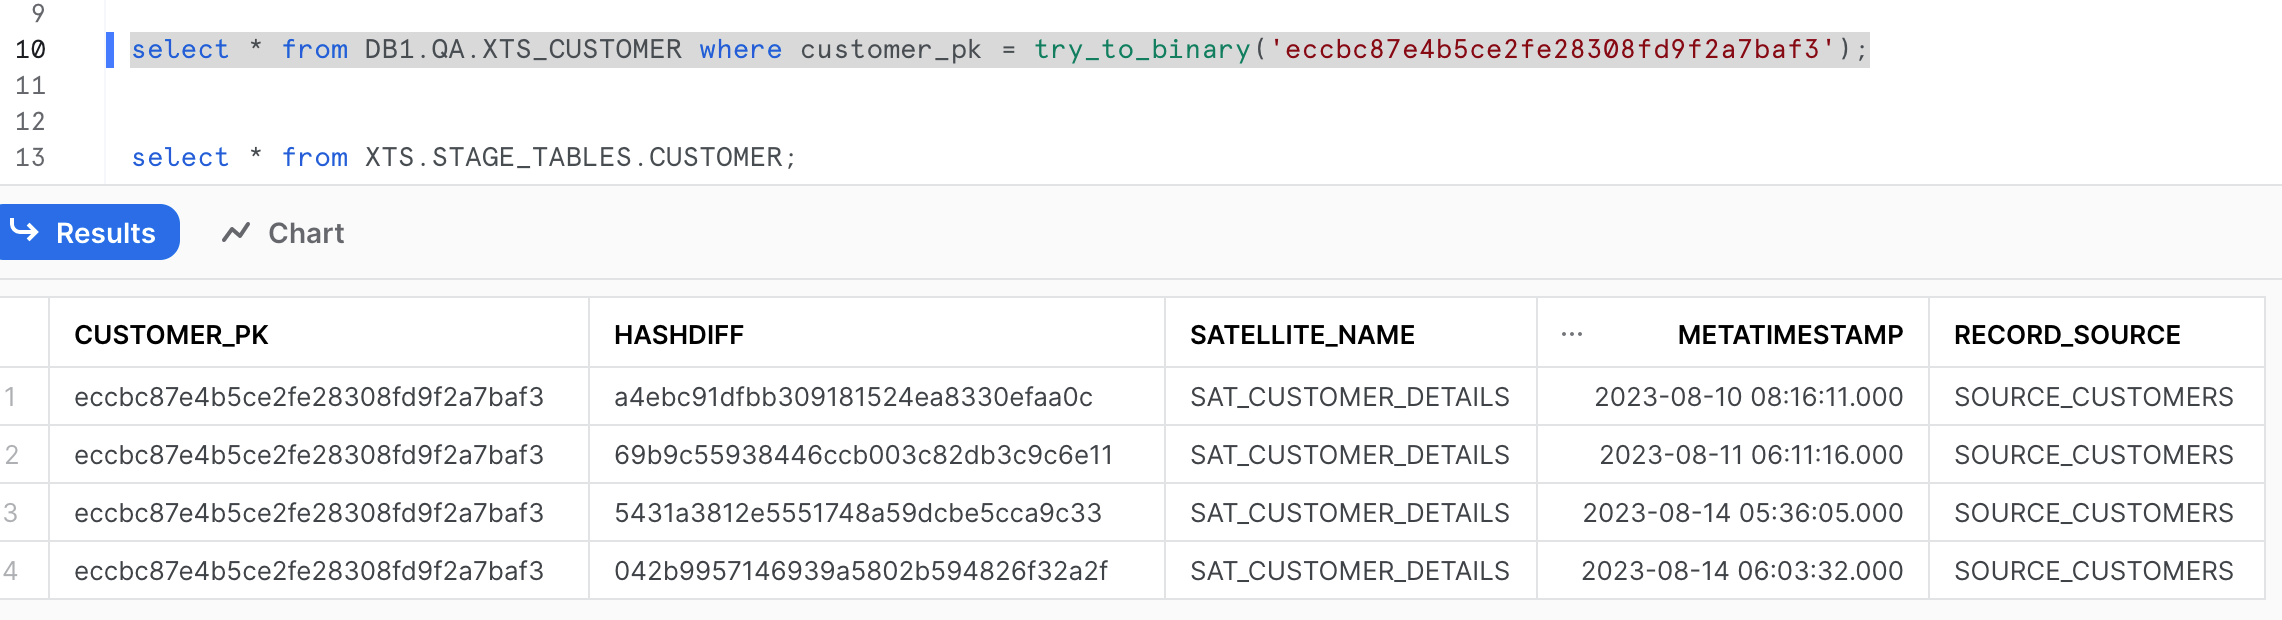 9
10 select * from DB1.QA.XTS_CUSTOMER where customer_pk = try_to_binary('eccbc87e4b5ce2fe28308fd9f2a7baf3');
11
12
13 select * from XTS.STAGE_TABLES.CUSTOMER;
Results Chart
CUSTOMER_PK HASHDIFF SATELLITE_NAME ... METATIMESTAMP RECORD_SOURCE
1 eccbc87e4b5ce2fe28308fd9f2a7baf3 a4ebc91dfbb309181524ea8330efaa0c SAT_CUSTOMER_DETAILS 2023-08-10 08:16:11.000 SOURCE_CUSTOMERS
2 eccbc87e4b5ce2fe28308fd9f2a7baf3 69b9c55938446ccb003c82db3c9c6e11 SAT_CUSTOMER_DETAILS 2023-08-11 06:11:16.000 SOURCE_CUSTOMERS
3 eccbc87e4b5ce2fe28308fd9f2a7baf3 5431a3812e5551748a59dcbe5cca9c33 SAT_CUSTOMER_DETAILS 2023-08-14 05:36:05.000 SOURCE_CUSTOMERS
4 eccbc87e4b5ce2fe28308fd9f2a7baf3 042b9957146939a5802b594826f32a2f SAT_CUSTOMER_DETAILS 2023-08-14 06:03:32.000 SOURCE_CUSTOMERS